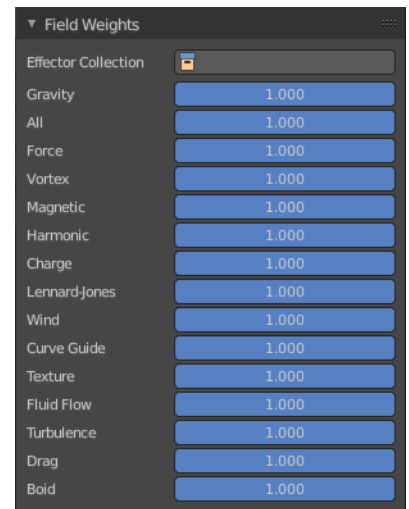 Field Weights
Effector Collection
Gravity 1.000
All 1.000
Force 1.000
Vortex 1.000
Magnetic 1.000
Harmonic 1.000
Charge 1.000
Lennard-Jones 1.000
Wind 1.000
Curve Guide 1.000
Texture 1.000
Fluid Flow 1.000
Turbulence 1.000
Drag 1.000
Boid 1.000